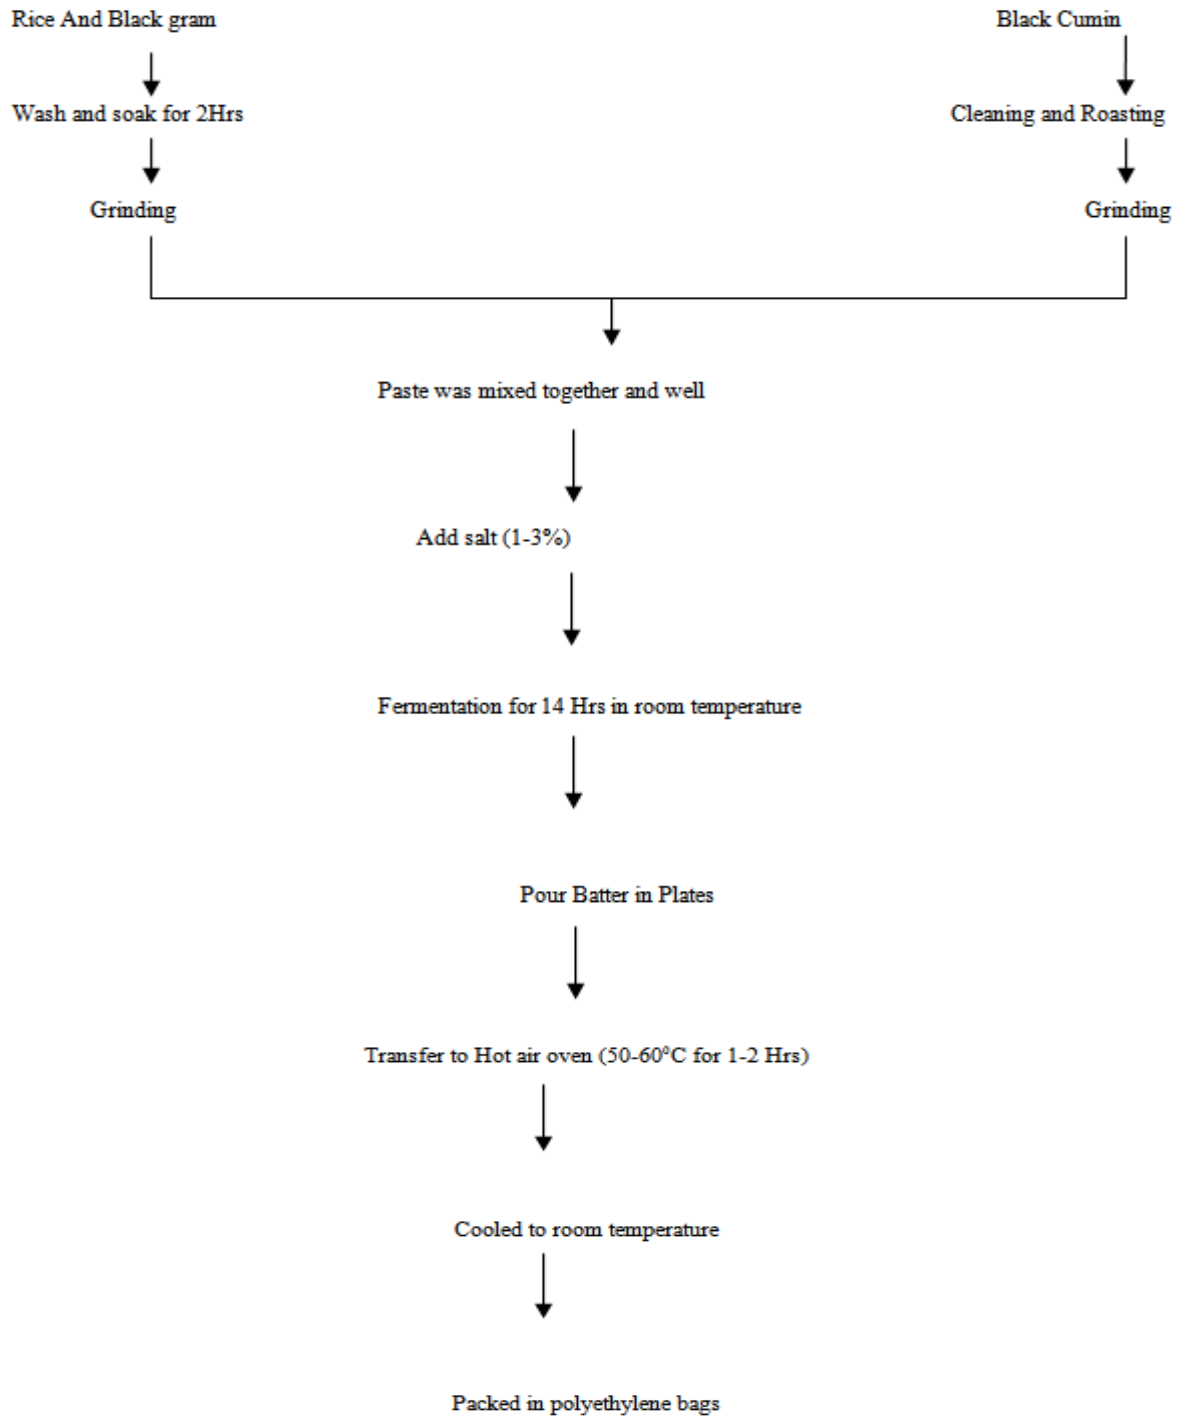 Rice And Black gram
Black Cumin
Wash and soak for 2Hrs
Cleaning and Roasting
Grinding
Grinding
Paste was mixed together and well
Add salt (1-3%)
Fermentation for 14 Hrs in room temperature
Pour Batter in Plates
Transfer to Hot air oven (50-60⁰C for 1-2 Hrs)
Cooled to room temperature
Packed in polyethylene bags